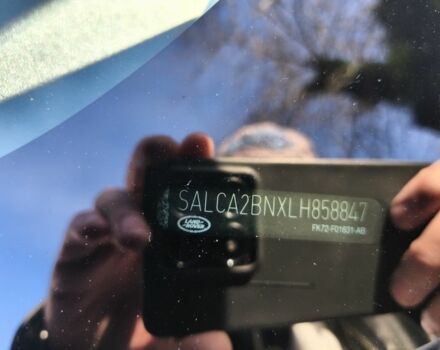 SALCA2BNXLH858847
LAND
ROVER
FK72-F01631-AB